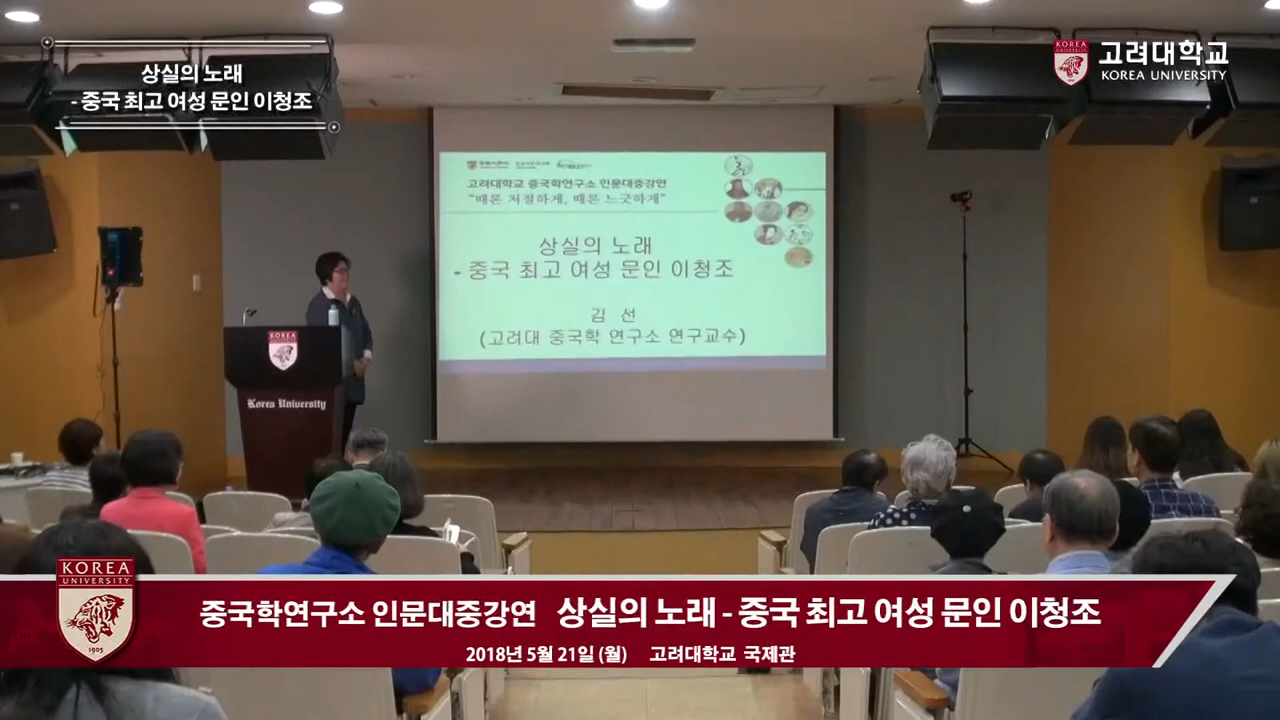 상실의 노래
- 중국 최고 여성 문인 이청조
KOREA
UNIVERSITY
고려대학교
KOREA UNIVERSITY
고려대학교 중국학연구소 인문대중강연
"때론 처절하게, 때론 느긋하게"
상실의 노래
- 중국 최고 여성 문인 이청조
김 선
(고려대 중국학 연구소 연구교수)
KOREA
UNIVERSITY
Korea University
KOREA
UNIVERSITY
1905
중국학연구소 인문대중강연 상실의 노래 - 중국 최고 여성 문인 이청조
2018년 5월 21일 (월) 고려대학교 국제관